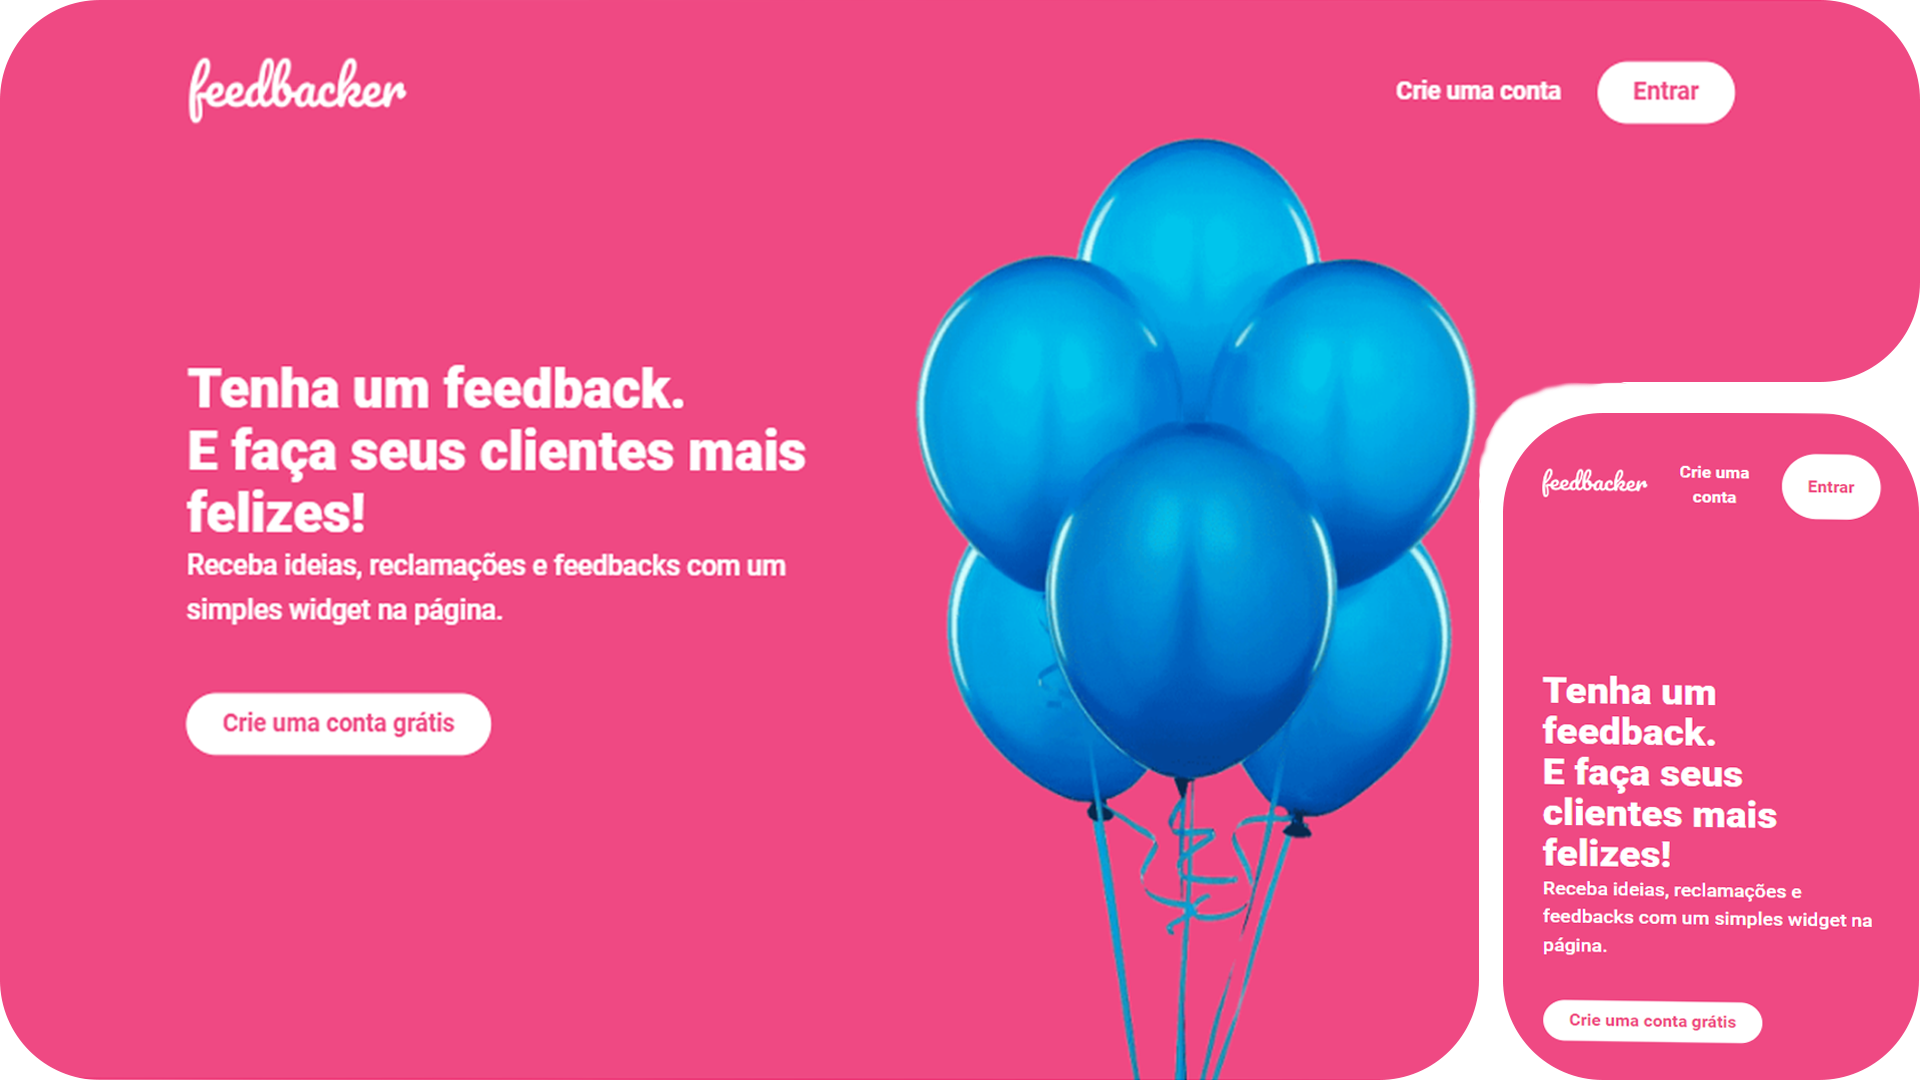 feedbacker
Crie uma conta
Entrar
Tenha um feedback.
E faça seus clientes mais
felizes!
Receba ideias, reclamações e feedbacks com um
simples widget na página.
Crie uma conta grátis
feedbacker
Crie uma
conta
Entrar
Tenha um
feedback.
E faça seus
clientes mais
felizes!
Receba ideias, reclamações e
feedbacks com um simples widget na
página.
Crie uma conta grátis